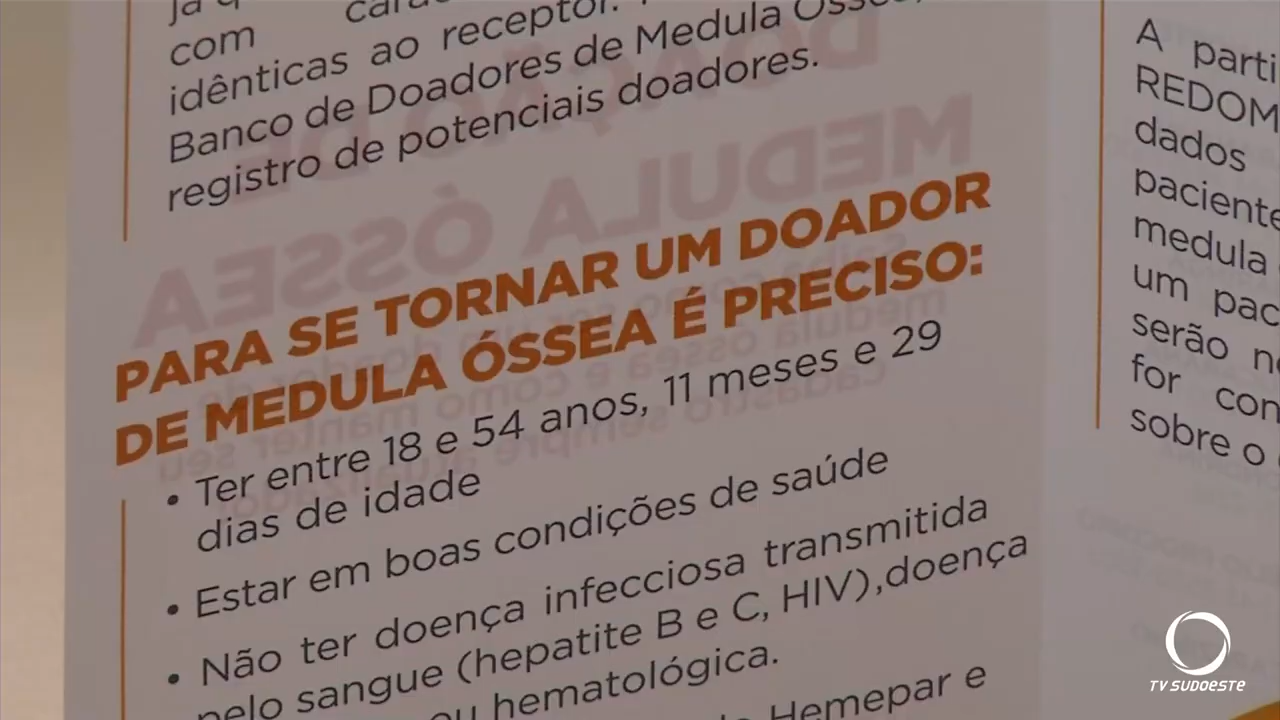 com
idênticas ao receptor.
Banco de Doadores de Medula Óssea,
registro de potenciais doadores.
PARA SE TORNAR UM DOADOR
DE MEDULA ÓSSEA É PRECISO:
• Ter entre 18 e 54 anos, 11 meses e 29
dias de idade
• Estar em boas condições de saúde
• Não ter doença infecciosa transmitida
pelo sangue (hepatite B e C, HIV),doença
ou hematológica.
Hemepar e
A parti
REDOM
dados
paciente
medula
um pac
serão n
for con
sobre o
TV SUDOESTE